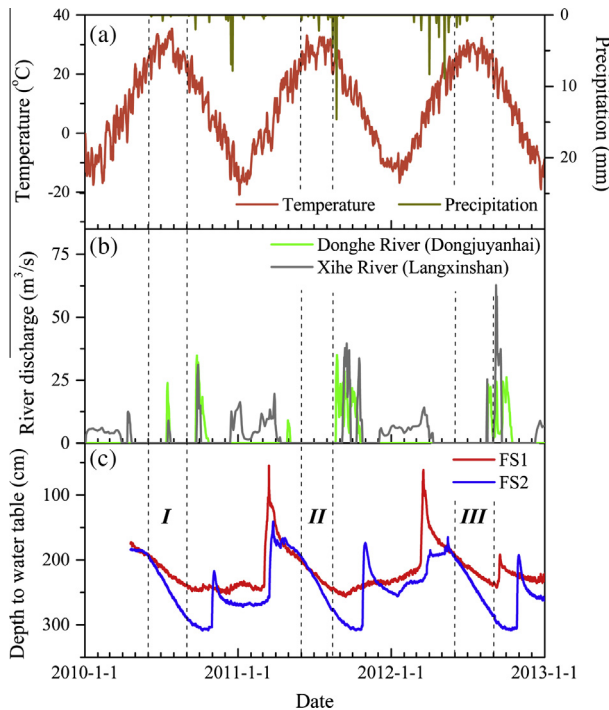 (a)
Temperature (°C)
40
20
0
-20
Precipitation (mm)
0
10
20
Temperature
Precipitation
(b)
River discharge (m³/s)
75
50
25
0
Donghe River (Dongjuyanhai)
Xihe River (Langxinshan)
(c)
Depth to water table (cm)
100
200
300
FS1
FS2
I
II
III
2010-1-1
2011-1-1
2012-1-1
2013-1-1
Date